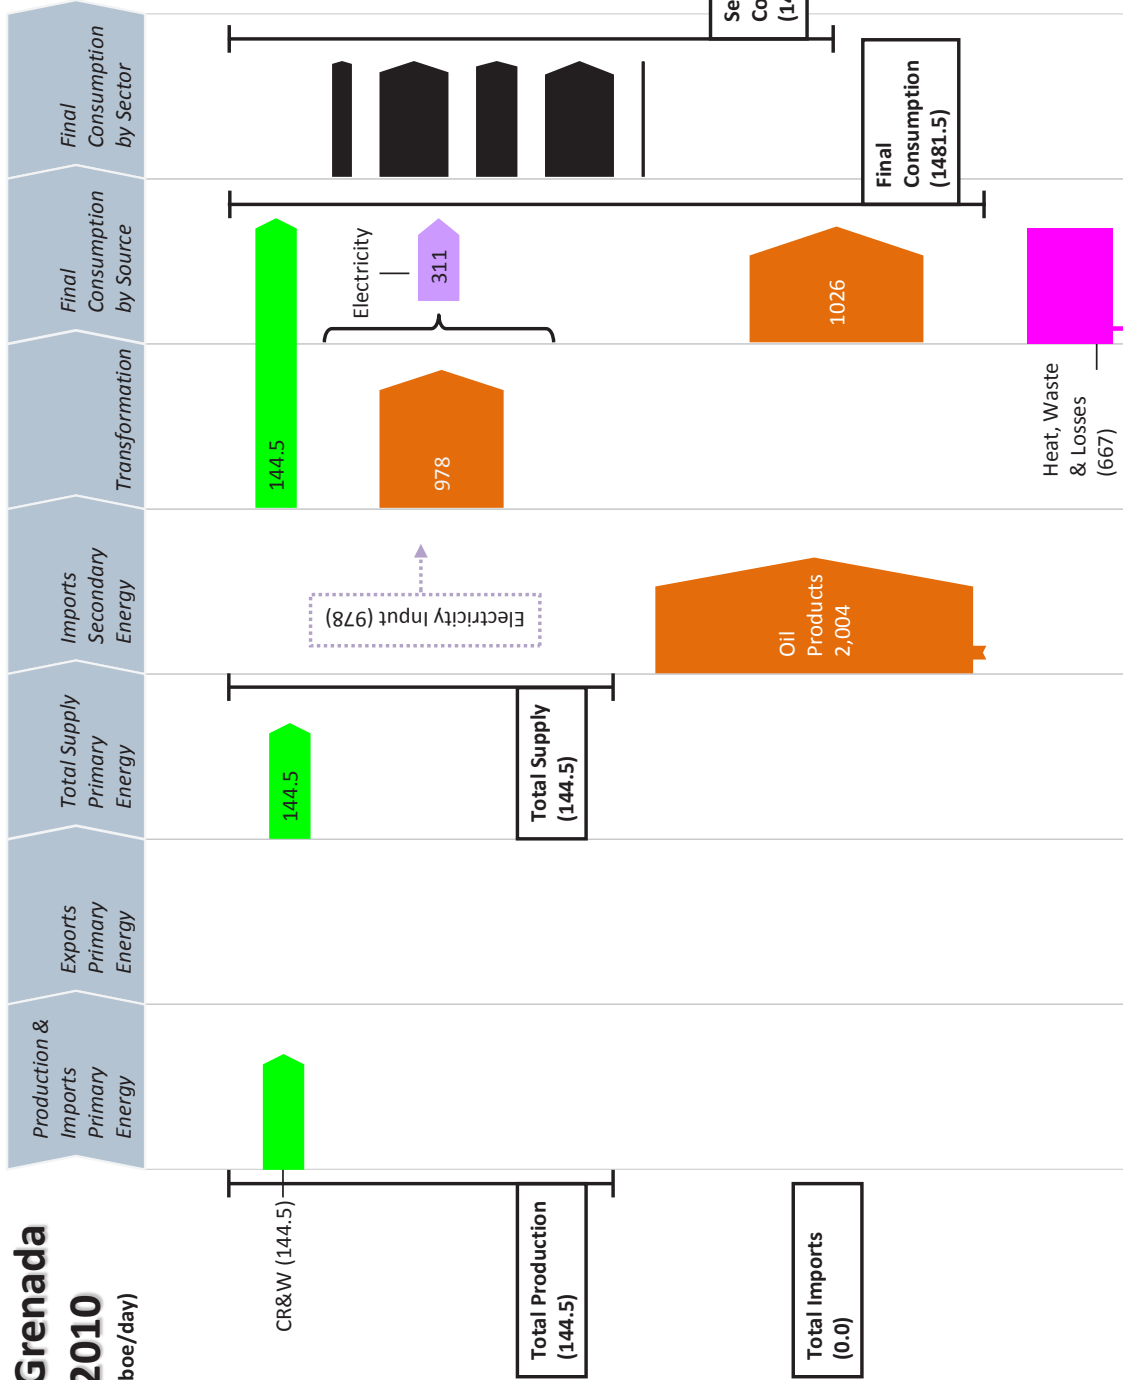 Grenada
2010
boe/day)
Production &
Imports
Primary
Energy
Exports
Primary
Energy
Total Supply
Primary
Energy
Imports
Secondary
Energy
Transformation
Final
Consumption
by Source
Final
Consumption
by Sector
CR&W (144.5)
Total Production
(144.5)
Total Imports
(0.0)
144.5
Total Supply
(144.5)
Electricity Input (978)
Oil
Products
2,004
144.5
978
Electricity
311
1026
Heat, Waste
& Losses
(667)
Final
Consumption
(1481.5)
Se
Co
(14